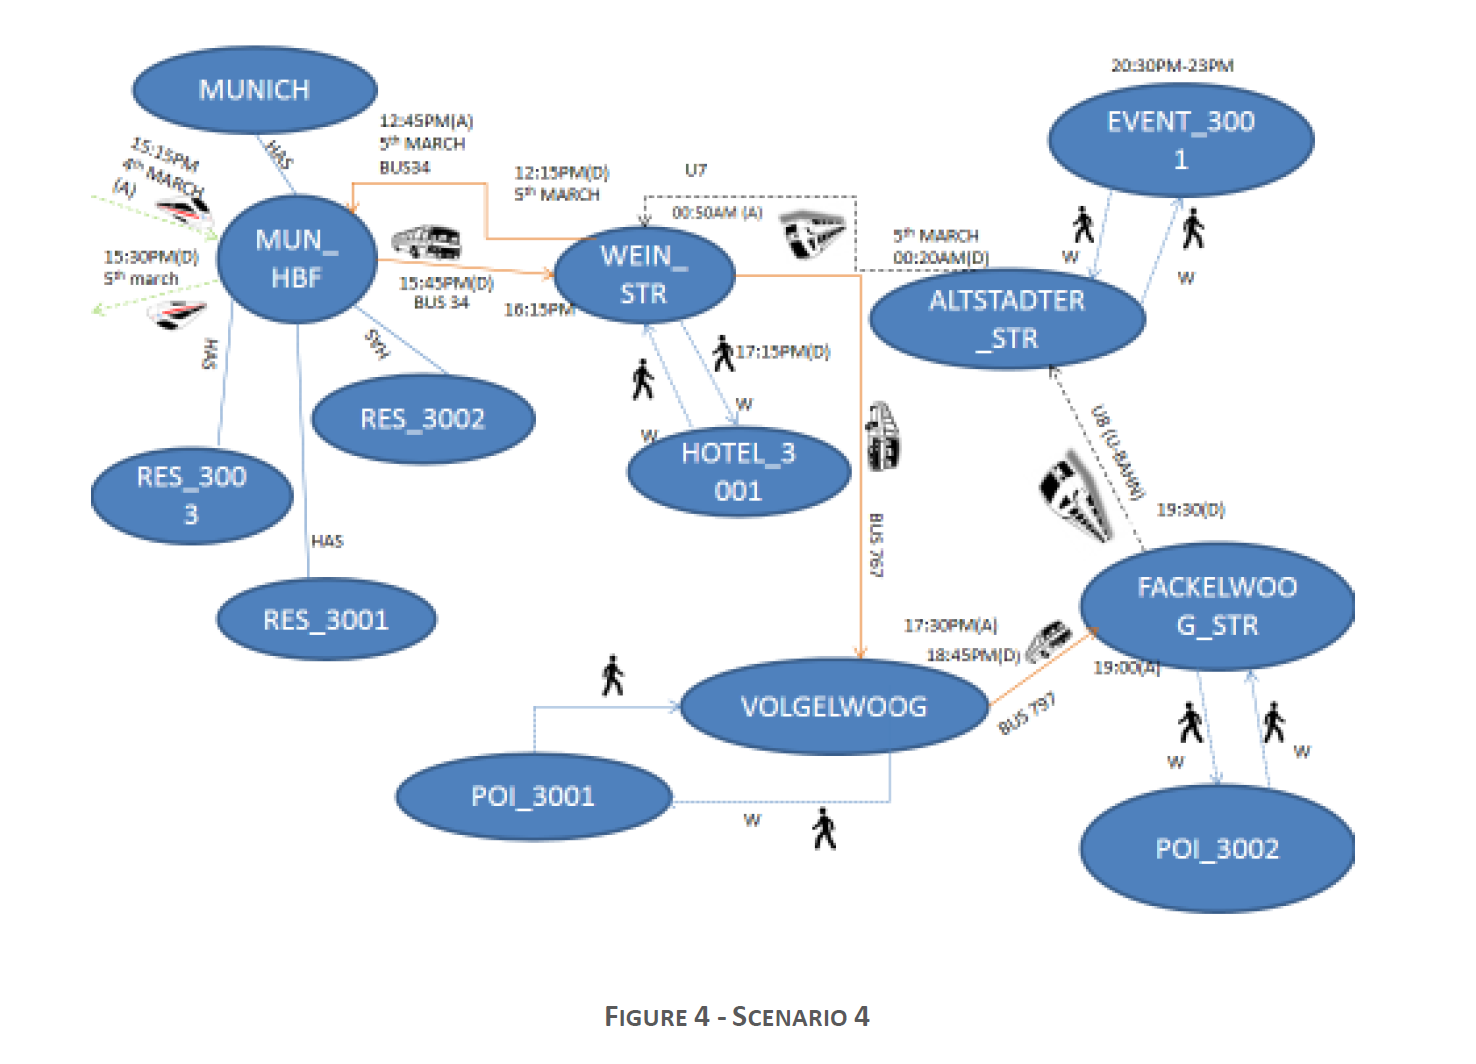 MUNICH
HAS
15:15PM
4th MARCH
(A)
12:45PM(A)
5th MARCH
BUS34
12:15PM(D)
5th MARCH
U7
00:50AM (A)
20:30PM-23PM
EVENT_300
1
W
W
5th MARCH
00:20AM(D)
MUN_
HBF
15:30PM(D)
5th march
15:45PM(D)
BUS 34
16:15PM
WEIN_
STR
ALTSTADTER
_STR
HAS
HAS
17:15PM(D)
W
W
RES_3002
RES_300
3
HOTEL_3
001
U8 (U-BAHN)
19:30(D)
HAS
RES_3001
BUS 767
FACKELWOO
G_STR
17:30PM(A)
18:45PM(D)
19:00(A)
BUS 797
VOLGELWOOG
W
W
POI_3001
W
POI_3002
FIGURE 4 - SCENARIO 4